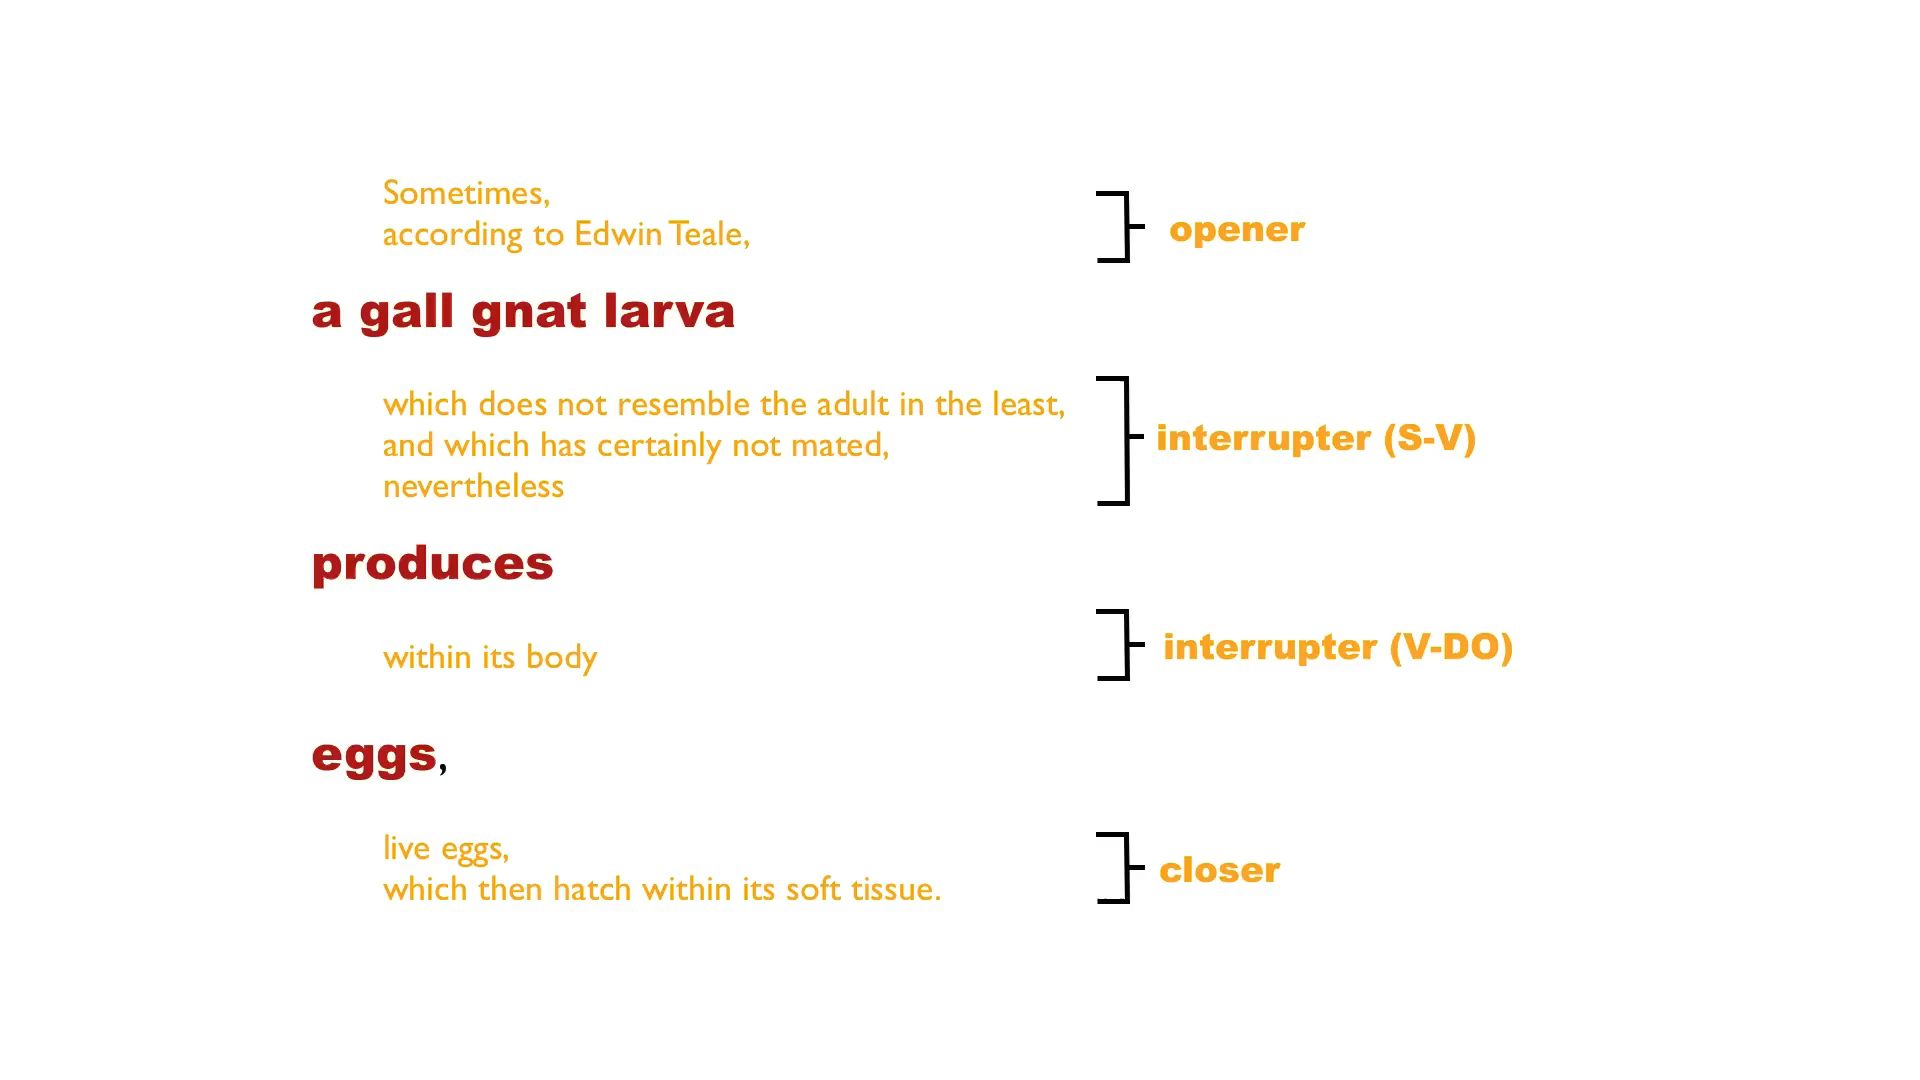 Sometimes,
according to Edwin Teale,
opener
a gall gnat larva
which does not resemble the adult in the least,
and which has certainly not mated,
nevertheless
interrupter (S-V)
produces
within its body
interrupter (V-DO)
eggs,
live eggs,
which then hatch within its soft tissue.
closer